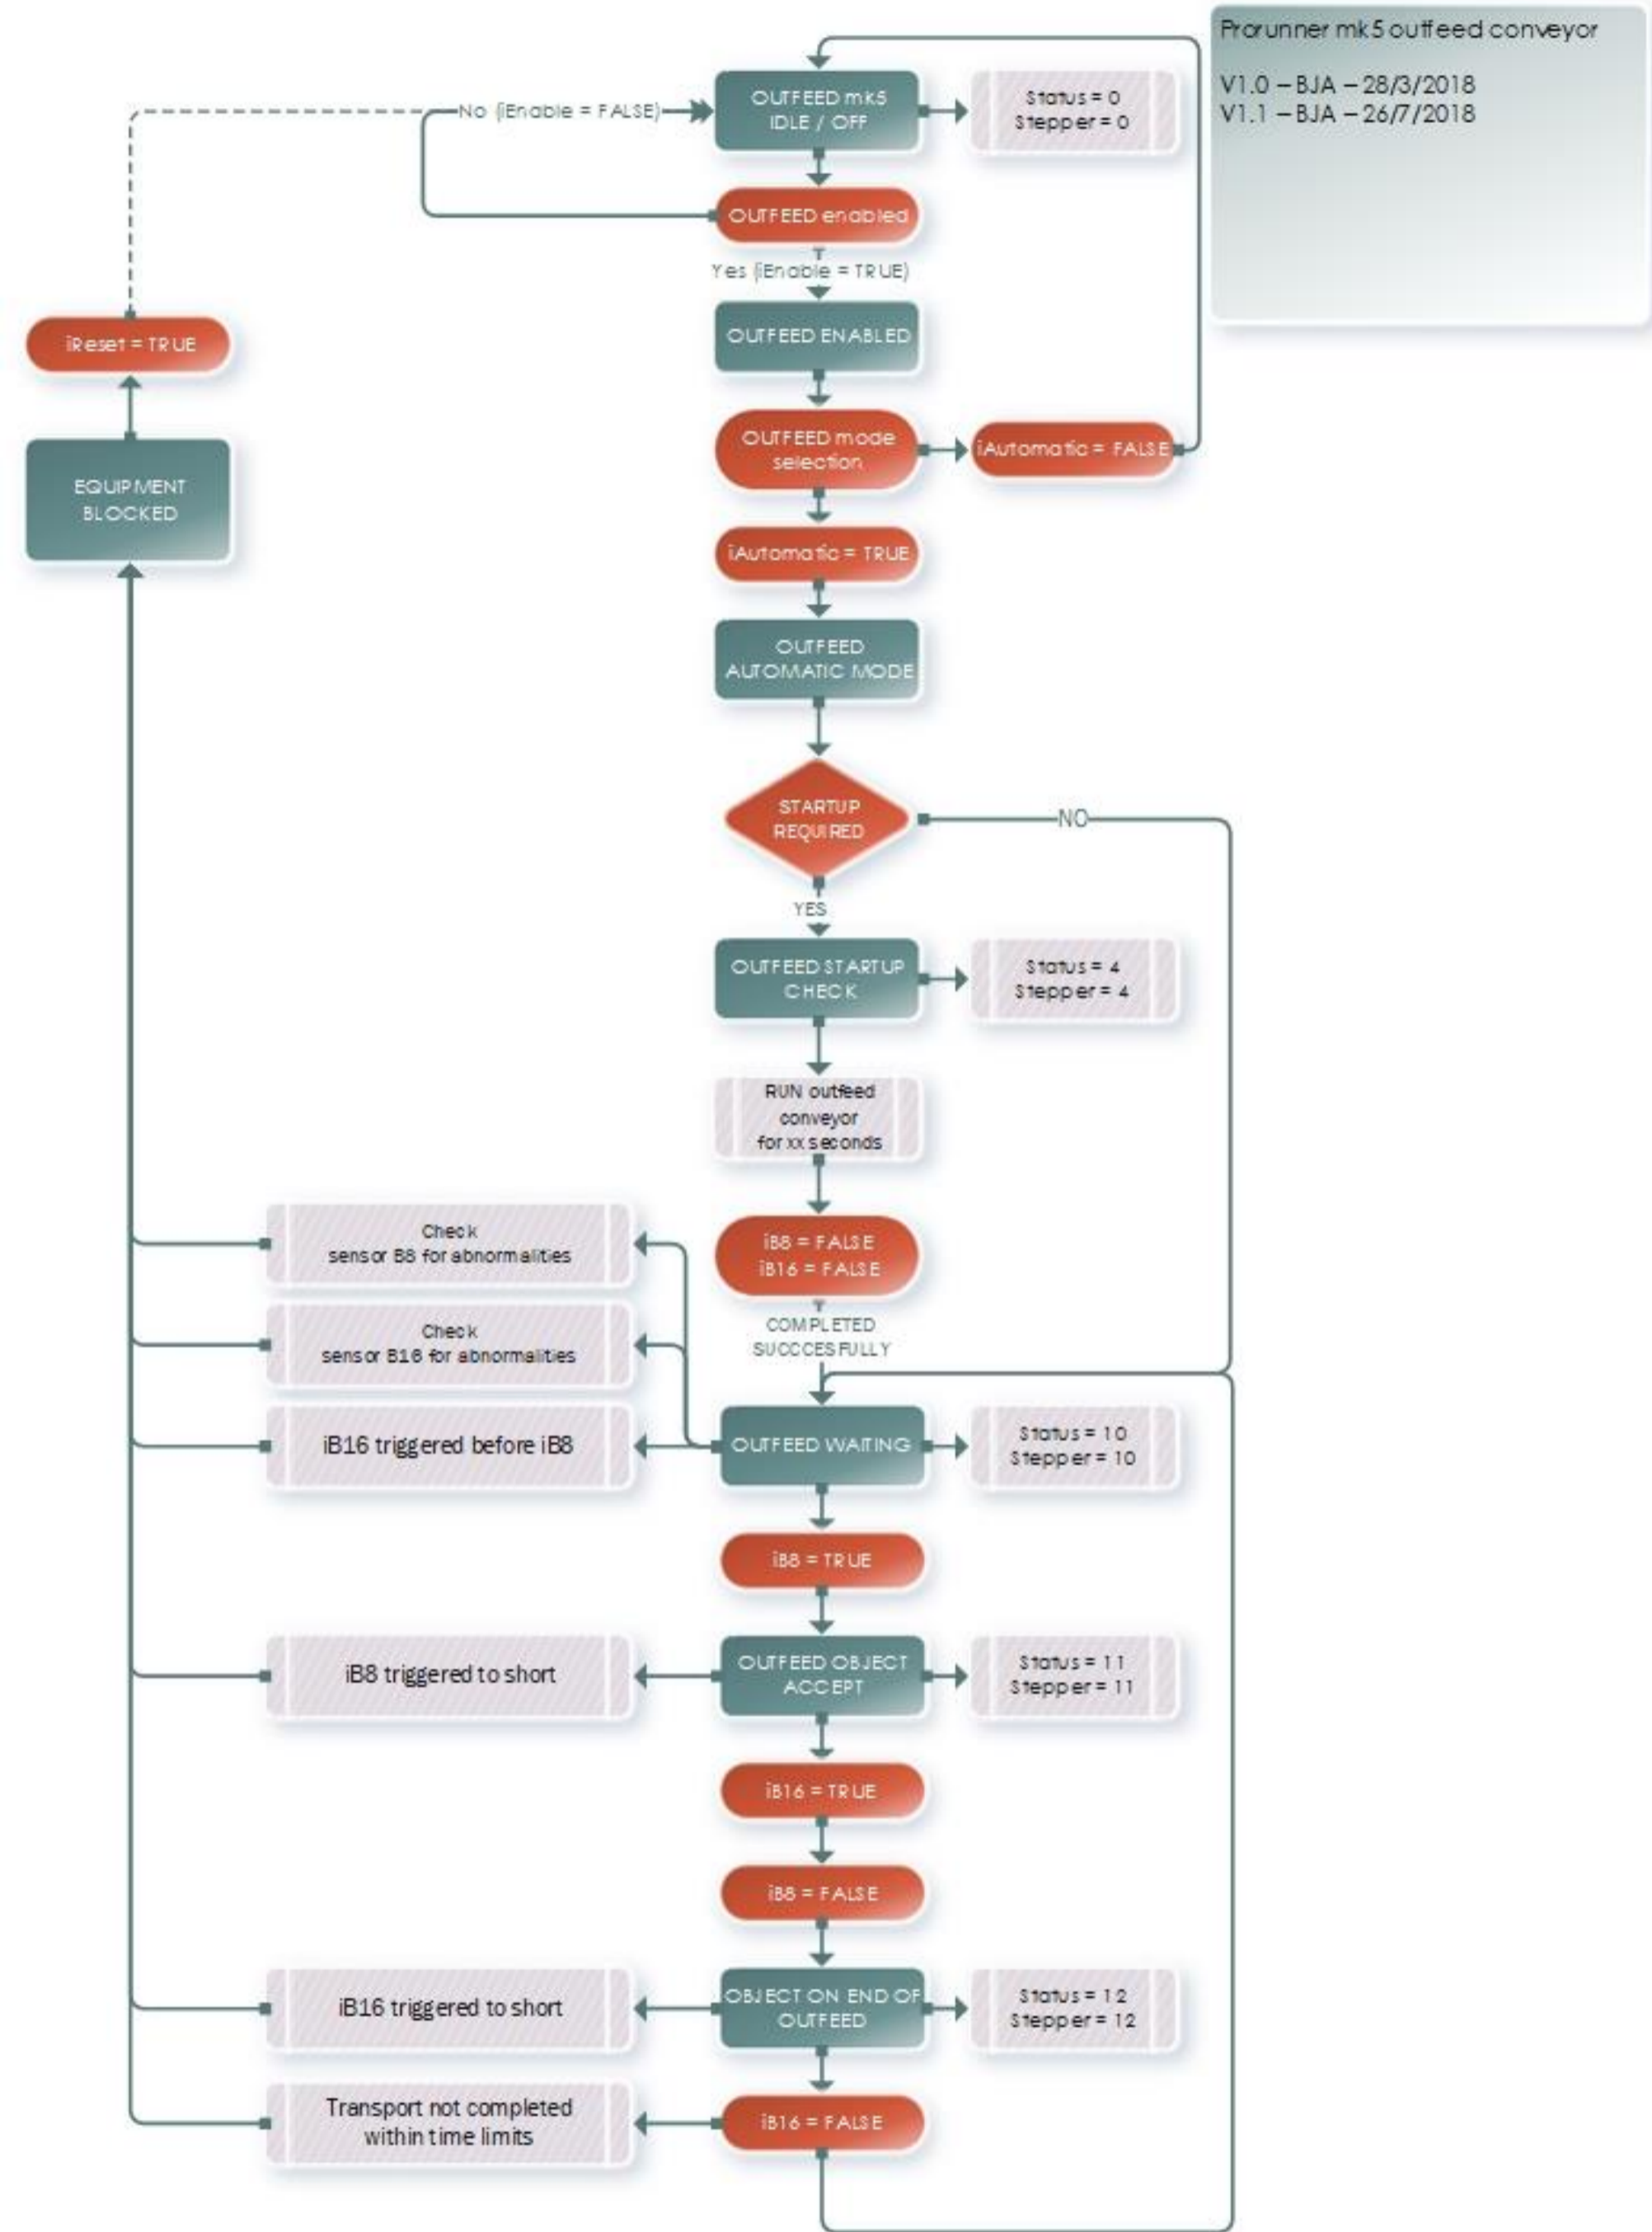 Prorunner mk5 outfeed conveyor
V1.0 – BJA – 28/3/2018
V1.1 – BJA – 26/7/2018
No (iEnable = FALSE)
OUTFEED mk5
IDLE / OFF
Status = 0
Stepper = 0
OUTFEED enabled
Yes (iEnable = TRUE)
OUTFEED ENABLED
iReset = TRUE
EQUIPMENT
BLOCKED
OUTFEED mode
selection
iAutomatic = FALSE
iAutomatic = TRUE
OUTFEED
AUTOMATIC MODE
STARTUP
REQUIRED
NO
YES
OUTFEED STARTUP
CHECK
Status = 4
Stepper = 4
RUN outfeed
conveyor
for xx seconds
iB8 = FALSE
iB16 = FALSE
COMPLETED
SUCCCESFULLY
Check
sensor B8 for abnormalities
Check
sensor B16 for abnormalities
iB16 triggered before iB8
OUTFEED WAITING
Status = 10
Stepper = 10
iB8 = TRUE
iB8 triggered to short
OUTFEED OBJECT
ACCEPT
Status = 11
Stepper = 11
iB16 = TRUE
iB8 = FALSE
iB16 triggered to short
OBJECT ON END OF
OUTFEED
Status = 12
Stepper = 12
Transport not completed
within time limits
iB16 = FALSE